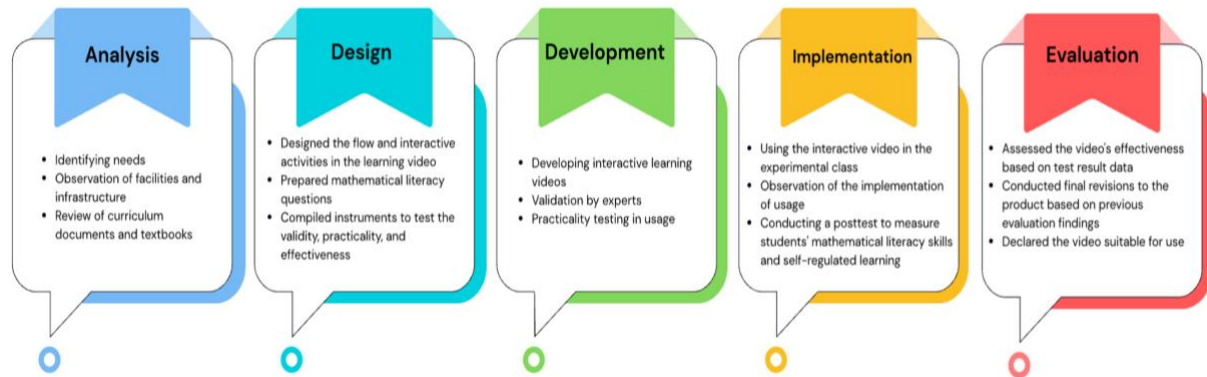 Analysis
• Identifying needs
• Observation of facilities and
infrastructure
• Review of curriculum
documents and textbooks
Design
• Designed the flow and interactive
activities in the learning video
• Prepared mathematical literacy
questions
• Compiled instruments to test the
validity, practicality, and
effectiveness
Development
• Developing interactive learning
videos
• Validation by experts
• Practicality testing in usage
Implementation
• Using the interactive video in the
experimental class
• Observation of the implementation
of usage
• Conducting a posttest to measure
students' mathematical literacy skills
and self-regulated learning
Evaluation
• Assessed the video's effectiveness
based on test result data
• Conducted final revisions to the
product based on previous
evaluation findings
• Declared the video suitable for use